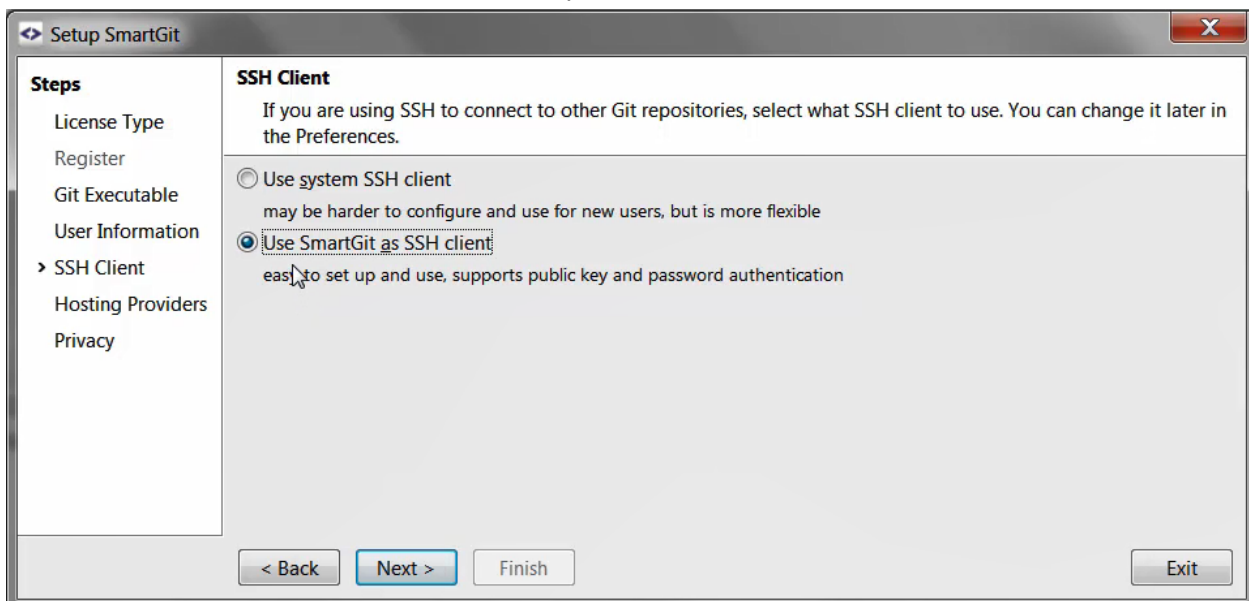 Setup SmartGit
X
Steps
License Type
Register
Git Executable
User Information
> SSH Client
Hosting Providers
Privacy
SSH Client
If you are using SSH to connect to other Git repositories, select what SSH client to use. You can change it later in
the Preferences.
Use system SSH client
may be harder to configure and use for new users, but is more flexible
Use SmartGit as SSH client
easy to set up and use, supports public key and password authentication
< Back
Next >
Finish
Exit